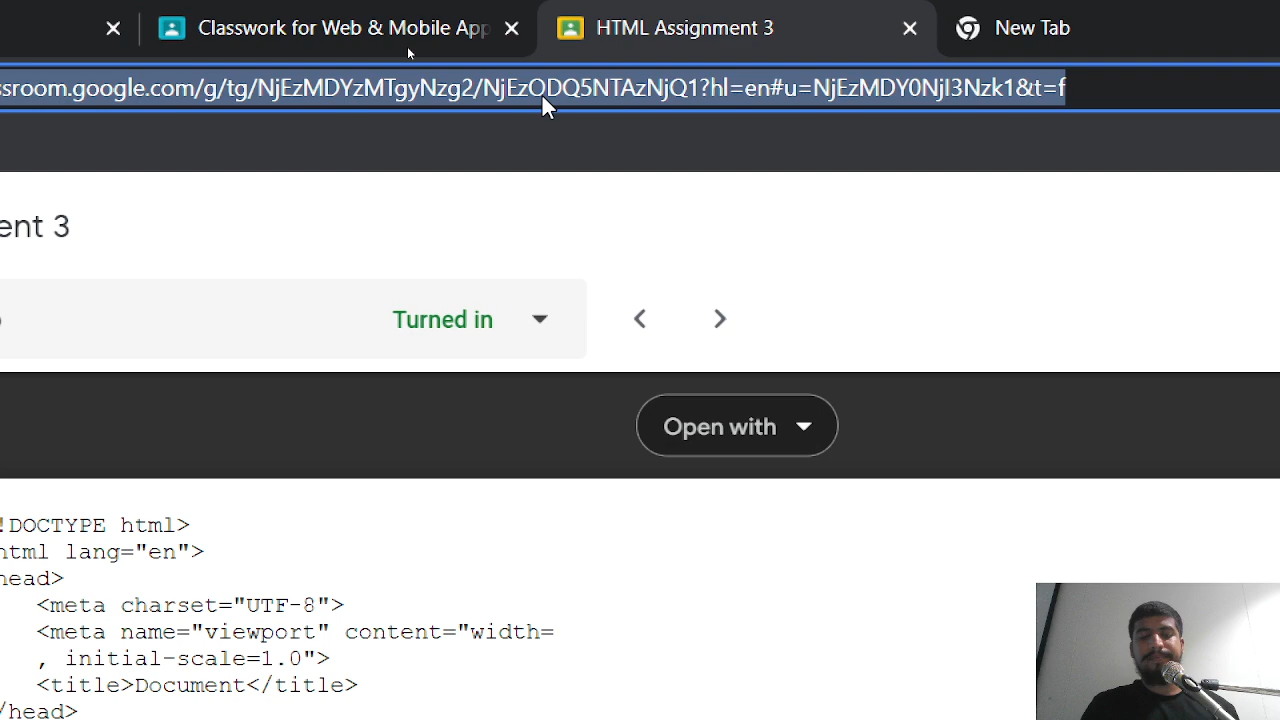 Classwork for Web & Mobile App
HTML Assignment 3
New Tab
ssroom.google.com/g/tg/NjEzMDYzMTgyNzg2/NjEzODQ5NTAzNjQ1?hl=en#u=NjEzMDY0NjI3Nzk1&t=f
ent 3
Turned in
Open with
!DOCTYPE html>
html lang="en">
head>
<meta charset="UTF-8">
<meta name="viewport" content="width=
, initial-scale=1.0">
<title>Document</title>
/head>